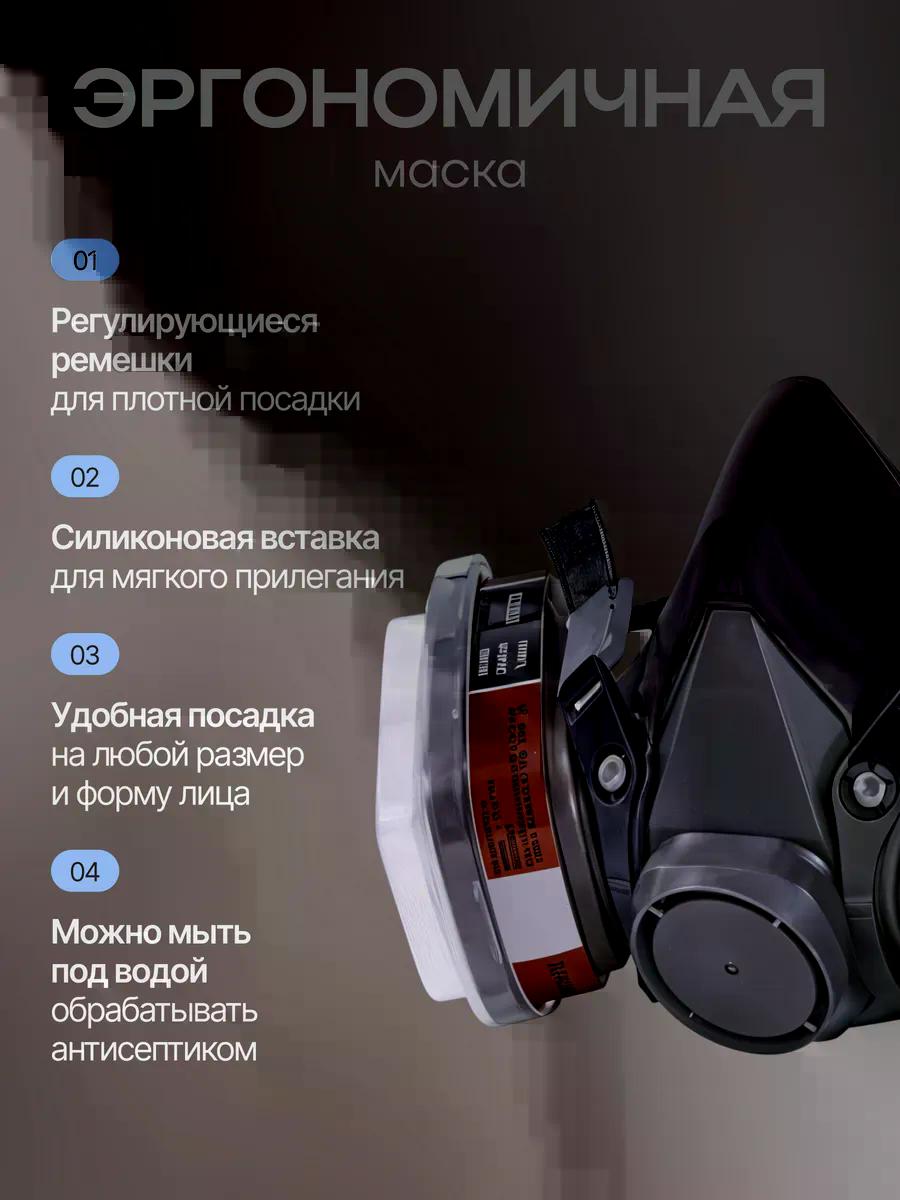 ЭРГОНОМИЧНАЯ
маска
01
Регулирующиеся
ремешки
для плотной посадки
02
Силиконовая вставка
для мягкого прилегания
03
Удобная посадка
на любой размер
и форму лица
04
Можно мыть
под водой
обрабатывать
антисептиком